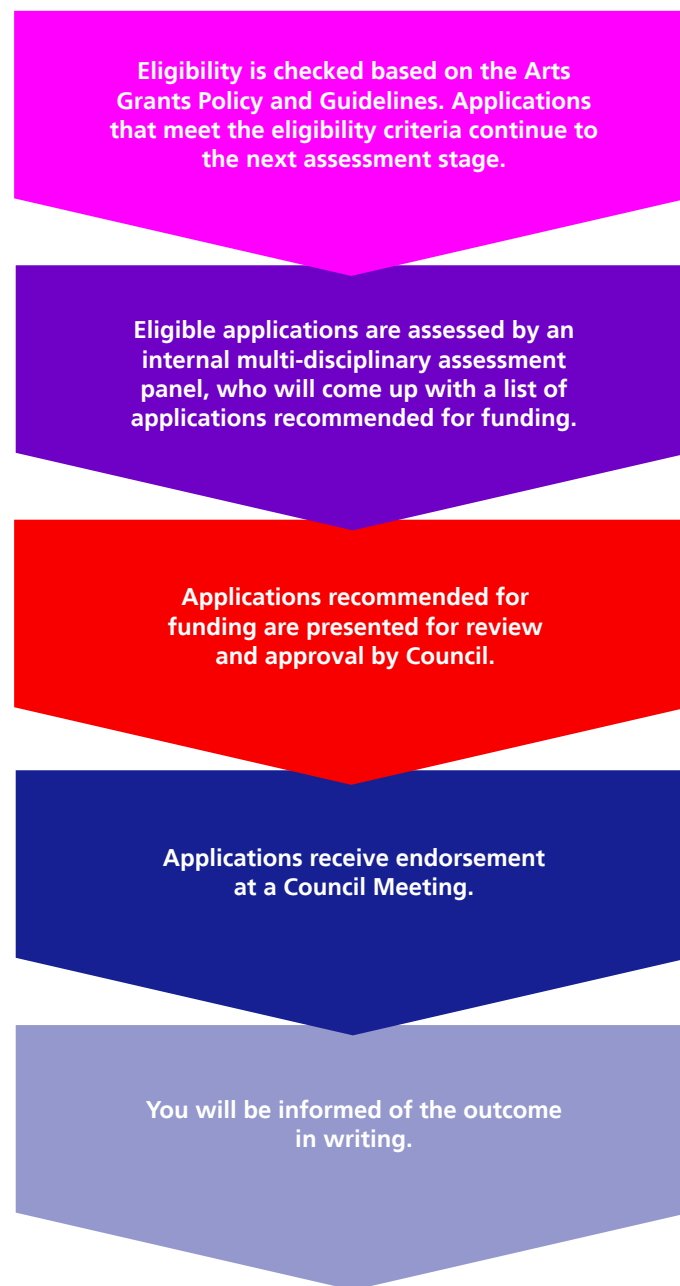 Eligibility is checked based on the Arts
Grants Policy and Guidelines. Applications
that meet the eligibility criteria continue to
the next assessment stage.
Eligible applications are assessed by an
internal multi-disciplinary assessment
panel, who will come up with a list of
applications recommended for funding.
Applications recommended for
funding are presented for review
and approval by Council.
Applications receive endorsement
at a Council Meeting.
You will be informed of the outcome
in writing.